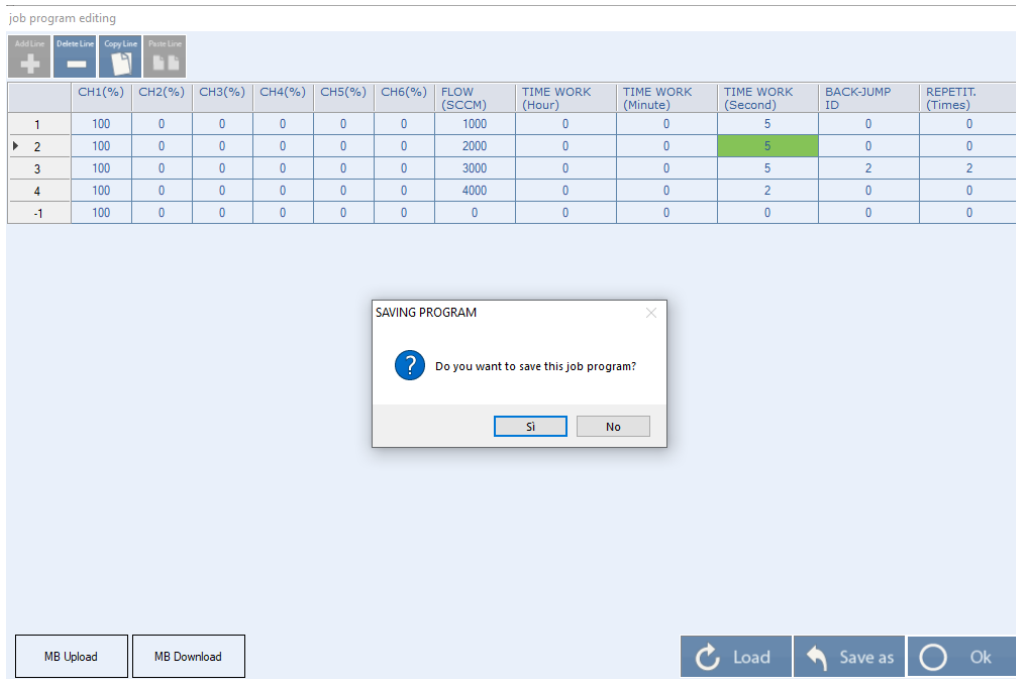 job program editing
Add Line Delete Line Copy Line Paste Line
CH1(%) CH2(%) CH3(%) CH4(%) CH5(%) CH6(%) FLOW (SCCM) TIME WORK (Hour) TIME WORK (Minute) TIME WORK (Second) BACK-JUMP ID REPETIT. (Times)
1 100 0 0 0 0 0 1000 0 0 5 0 0
2 100 0 0 0 0 0 2000 0 0 5 0 0
3 100 0 0 0 0 0 3000 0 0 5 2 2
4 100 0 0 0 0 0 4000 0 0 2 0 0
-1 100 0 0 0 0 0 0 0 0 0 0 0
SAVING PROGRAM
Do you want to save this job program?
Sì No
MB Upload MB Download Load Save as Ok